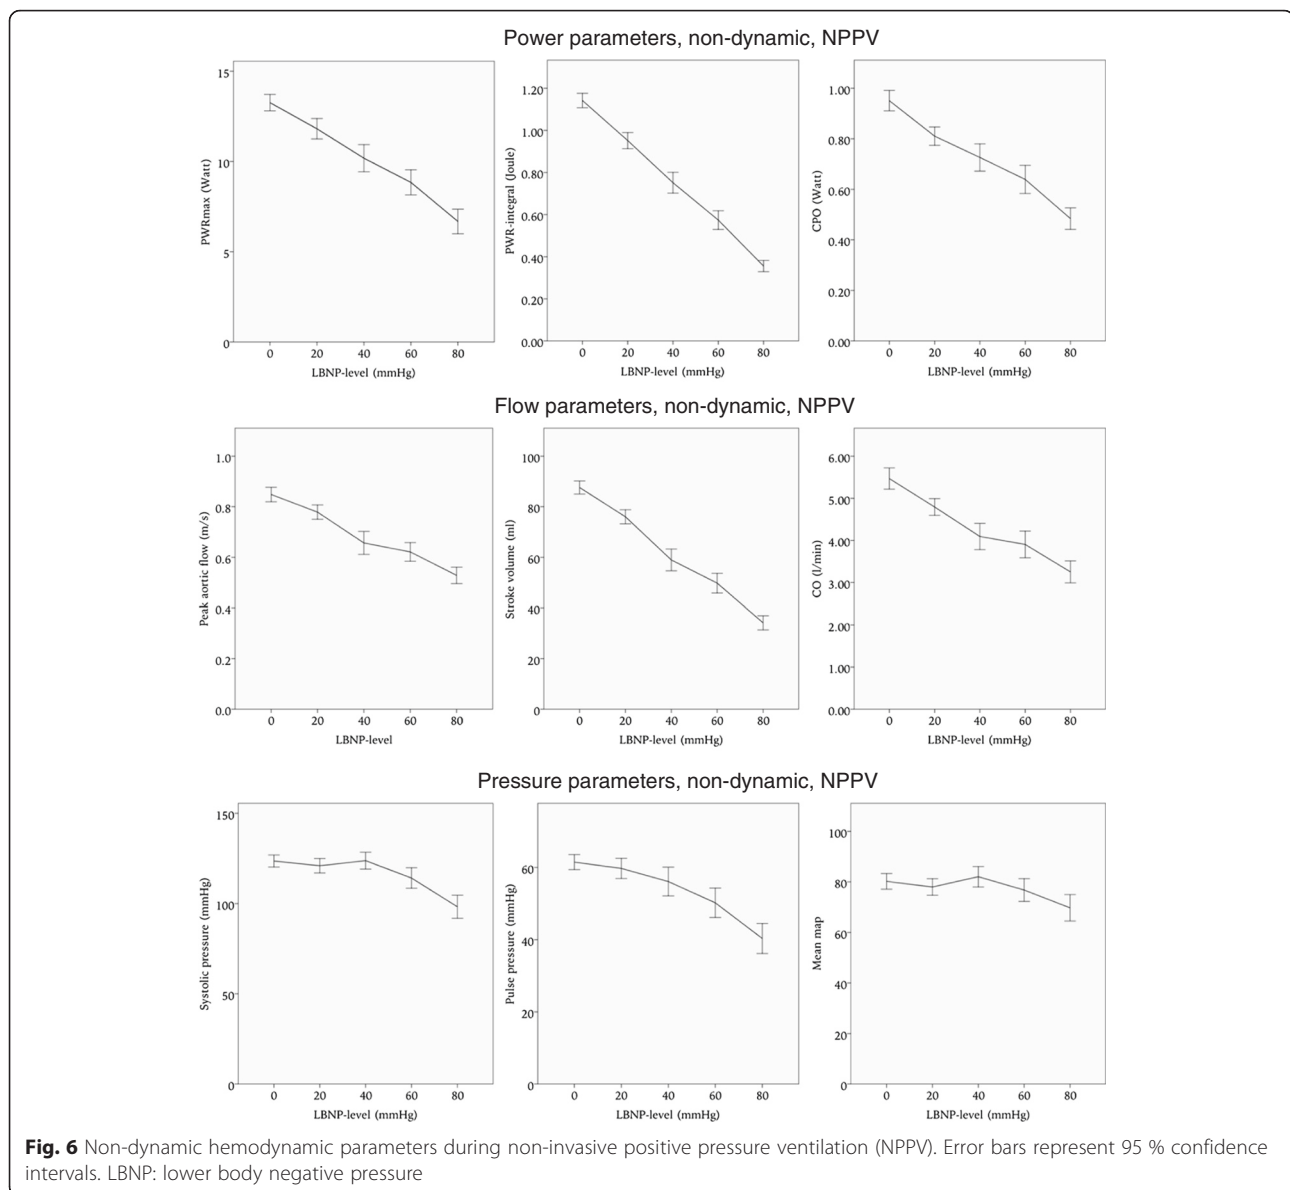 Power parameters, non-dynamic, NPPV
15
10
5
0
PWRmax (Watt)
0 20 40 60 80
LBNP-level (mmHg)
1.20
1.00
0.80
0.60
0.40
0.20
0.00
PWR-integral (Joule)
0 20 40 60 80
LBNP-level (mmHg)
1.00
0.80
0.60
0.40
0.20
0.00
CPO (Watt)
0 20 40 60 80
LBNP-level (mmHg)
Flow parameters, non-dynamic, NPPV
1.0
0.8
0.6
0.4
0.2
0.0
Peak aortic flow (m/s)
0 20 40 60 80
LBNP-level
100
80
60
40
20
0
Stroke volume (ml)
0 20 40 60 80
LBNP-level (mmHg)
6.00
5.00
4.00
3.00
2.00
1.00
0.00
CO (l/min)
0 20 40 60 80
LBNP-level (mmHg)
Pressure parameters, non-dynamic, NPPV
150
100
50
0
Systolic pressure (mmHg)
0 20 40 60 80
LBNP-level (mmHg)
60
40
20
0
Pulse pressure (mmHg)
0 20 40 60 80
LBNP-level (mmHg)
100
80
60
40
20
0
Mean map
0 20 40 60 80
LBNP-level (mmHg)
Fig. 6 Non-dynamic hemodynamic parameters during non-invasive positive pressure ventilation (NPPV). Error bars represent 95 % confidence
intervals. LBNP: lower body negative pressure